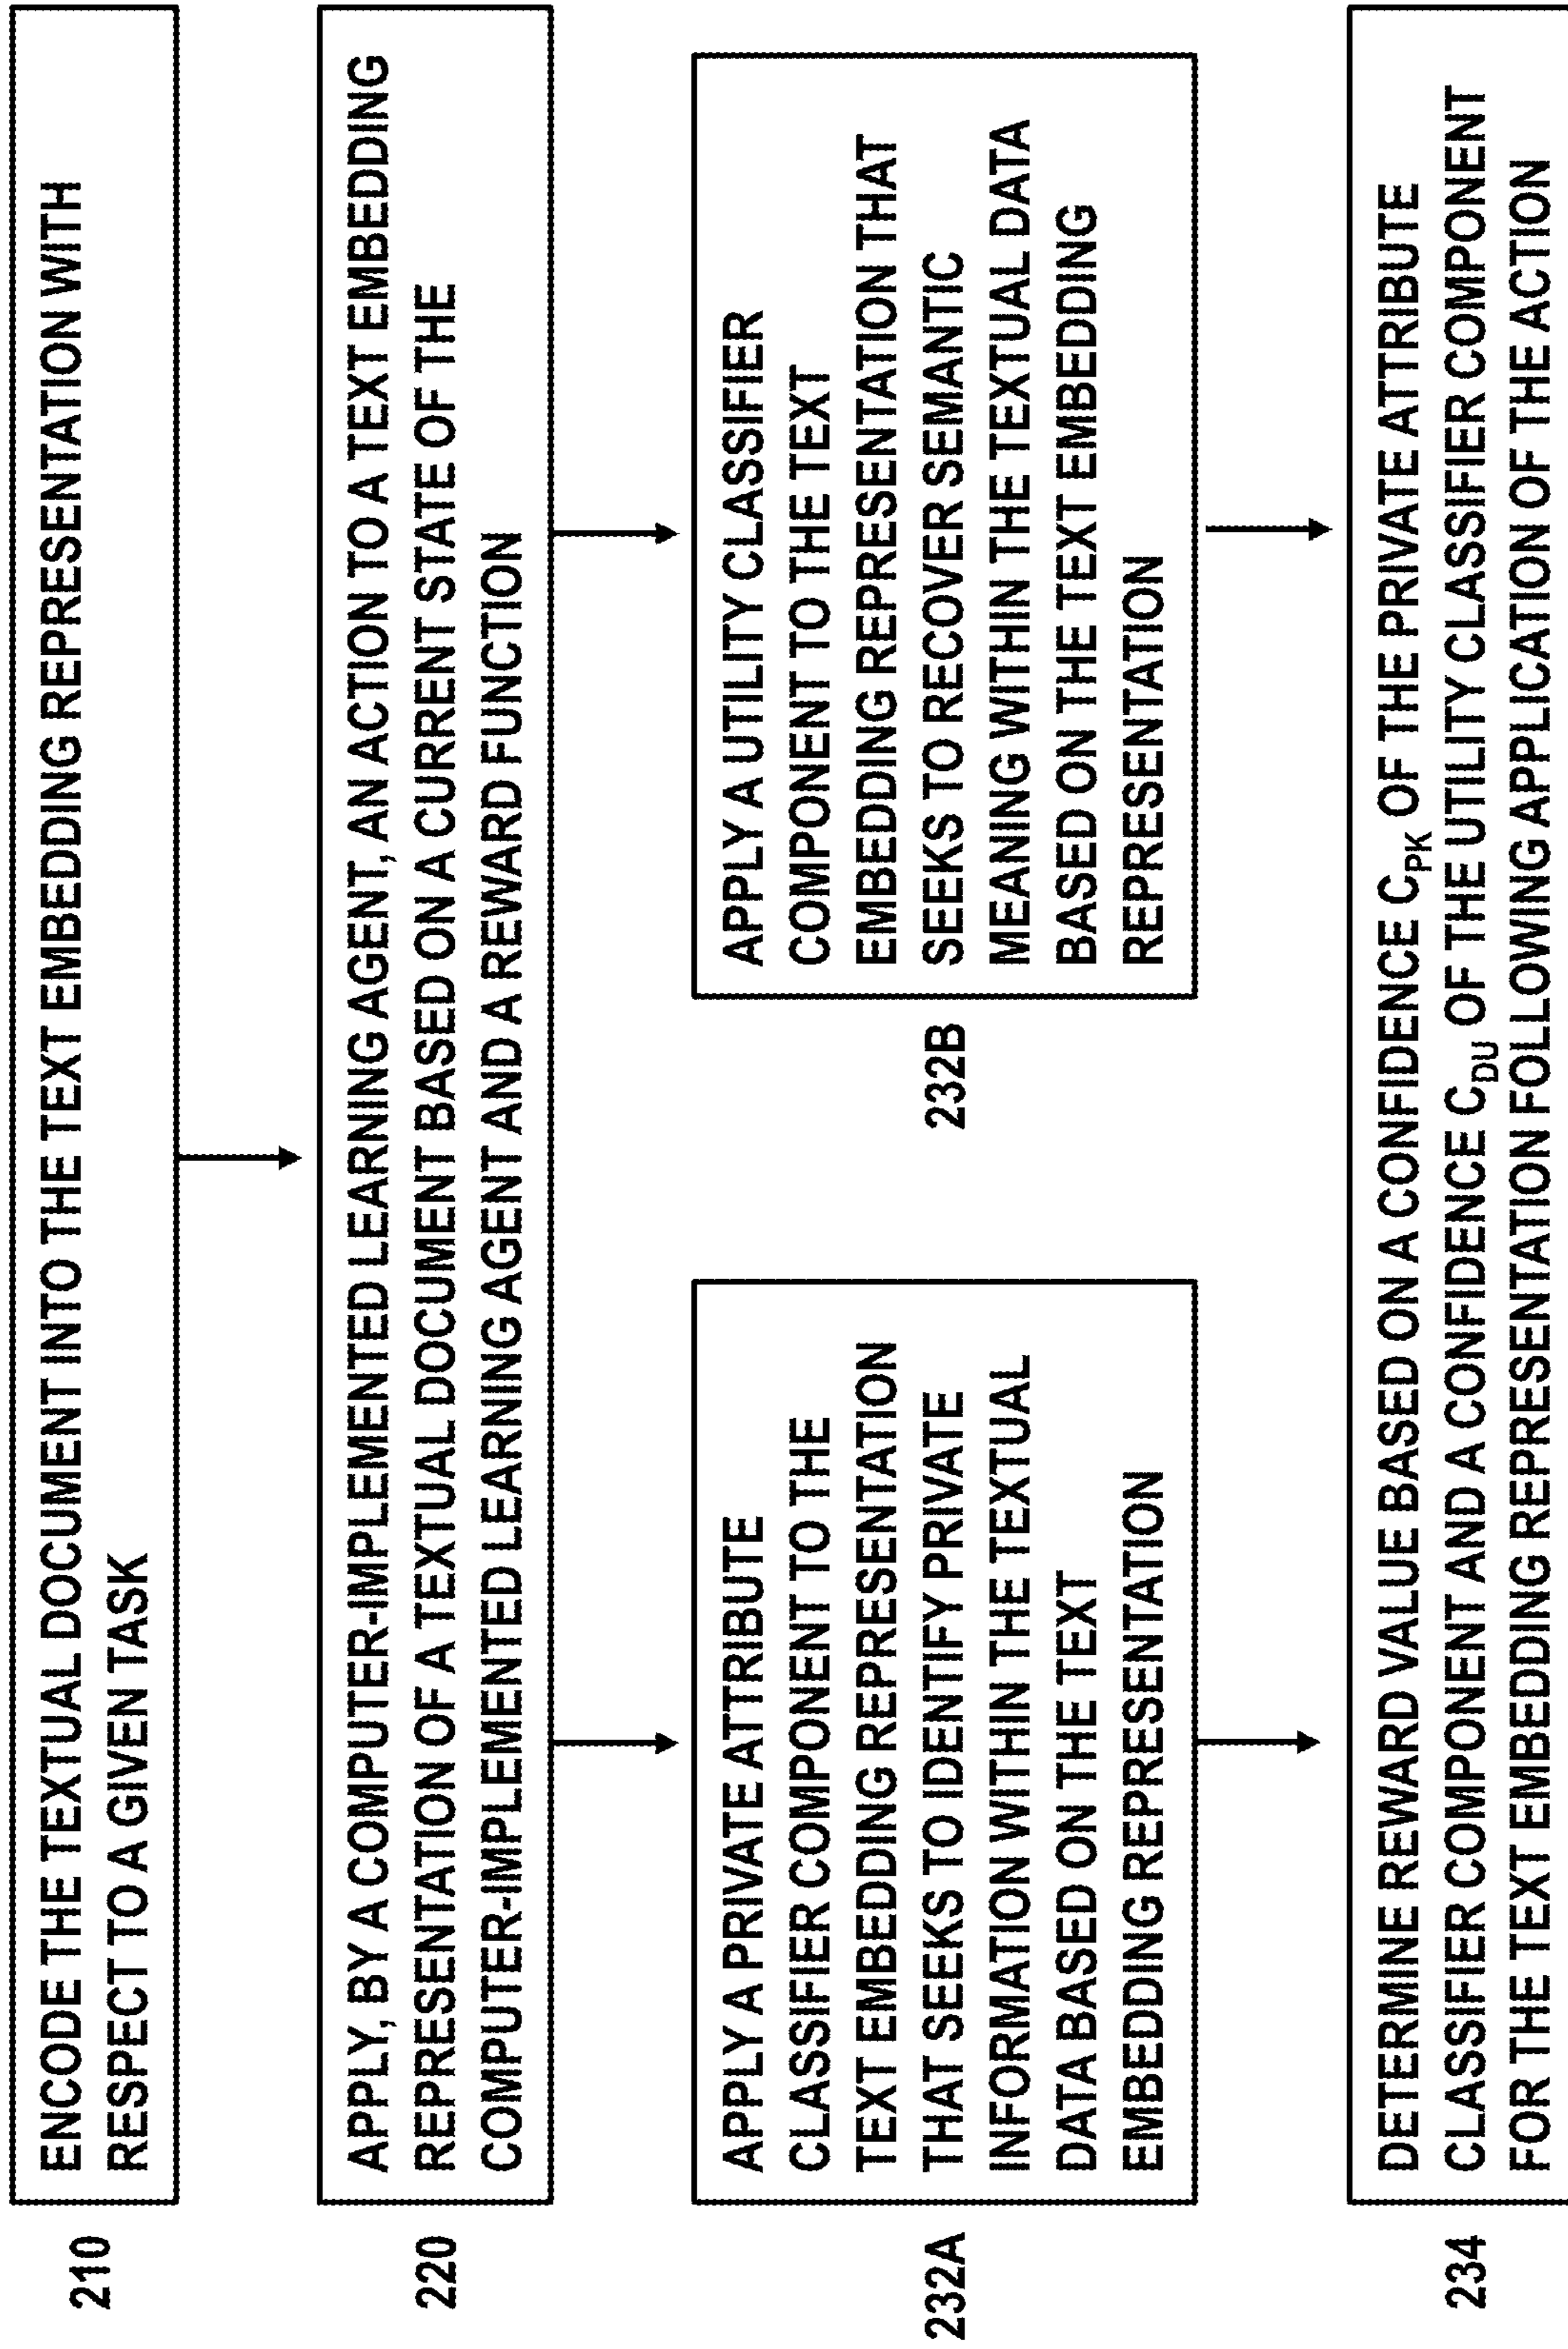 210
ENCODE THE TEXTUAL DOCUMENT INTO THE TEXT EMBEDDING REPRESENTATION WITH
RESPECT TO A GIVEN TASK
220
APPLY, BY A COMPUTER-IMPLEMENTED LEARNING AGENT, AN ACTION TO A TEXT EMBEDDING
REPRESENTATION OF A TEXTUAL DOCUMENT BASED ON A CURRENT STATE OF THE
COMPUTER-IMPLEMENTED LEARNING AGENT AND A REWARD FUNCTION
232A
APPLY A PRIVATE ATTRIBUTE
CLASSIFIER COMPONENT TO THE
TEXT EMBEDDING REPRESENTATION
THAT SEEKS TO IDENTIFY PRIVATE
INFORMATION WITHIN THE TEXTUAL
DATA BASED ON THE TEXT
EMBEDDING REPRESENTATION
232B
APPLY A UTILITY CLASSIFIER
COMPONENT TO THE TEXT
EMBEDDING REPRESENTATION THAT
SEEKS TO RECOVER SEMANTIC
MEANING WITHIN THE TEXTUAL DATA
BASED ON THE TEXT EMBEDDING
REPRESENTATION
234
DETERMINE REWARD VALUE BASED ON A CONFIDENCE C_PK OF THE PRIVATE ATTRIBUTE
CLASSIFIER COMPONENT AND A CONFIDENCE C_DU OF THE UTILITY CLASSIFIER COMPONENT
FOR THE TEXT EMBEDDING REPRESENTATION FOLLOWING APPLICATION OF THE ACTION